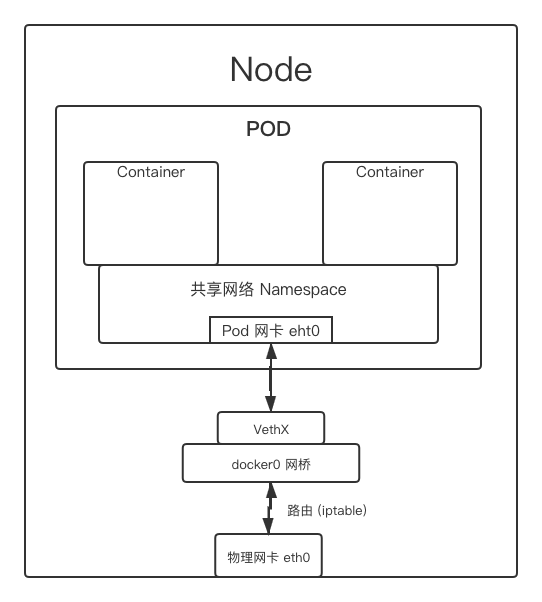 Node
POD
Container
Container
共享网络 Namespace
Pod 网卡 eht0
VethX
docker0 网桥
路由 (iptable)
物理网卡 eth0